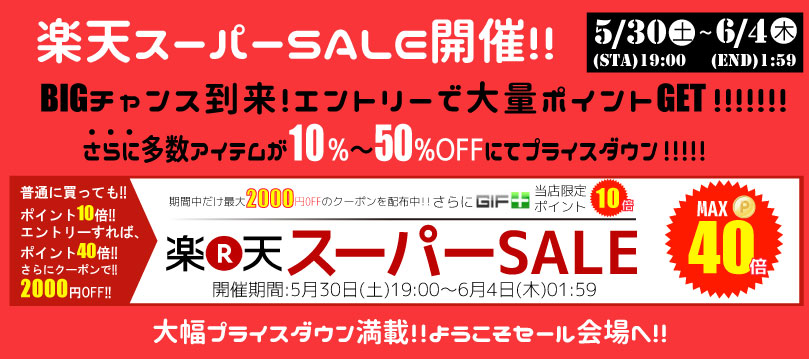 楽天スーパーSALE開催!!
5/30土~6/4木
(STA)19:00 (END)1:59
BIGチャンス到来!エントリーで大量ポイントGET!!!!!!!
さらに多数アイテムが10%～50%OFFにてプライスダウン!!!!!
普通に買っても!!
ポイント10倍!!
エントリーすれば、
ポイント40倍!!
さらにクーポンで!!
2000円OFF!!
期間中だけ最大2000円OFFのクーポンを配布中!!さらにGIF+
当店限定
ポイント
10倍
楽R天スーパーSALE
開催期間:5月30日(土)19:00～6月4日(木)01:59
MAX P
40倍
大幅プライスダウン満載!!ようこそセール会場へ!!